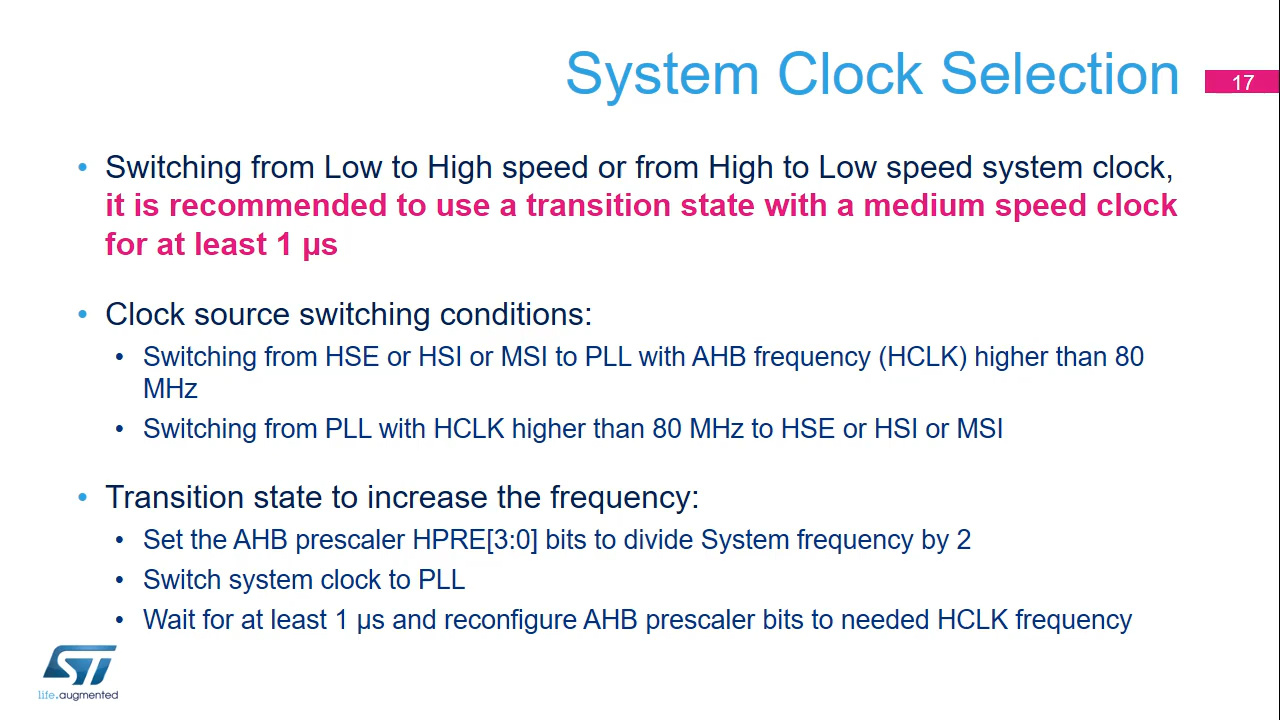 System Clock Selection
17
• Switching from Low to High speed or from High to Low speed system clock,
it is recommended to use a transition state with a medium speed clock
for at least 1 µs
• Clock source switching conditions:
• Switching from HSE or HSI or MSI to PLL with AHB frequency (HCLK) higher than 80
MHz
• Switching from PLL with HCLK higher than 80 MHz to HSE or HSI or MSI
• Transition state to increase the frequency:
• Set the AHB prescaler HPRE[3:0] bits to divide System frequency by 2
• Switch system clock to PLL
• Wait for at least 1 µs and reconfigure AHB prescaler bits to needed HCLK frequency
ST
life.augmented